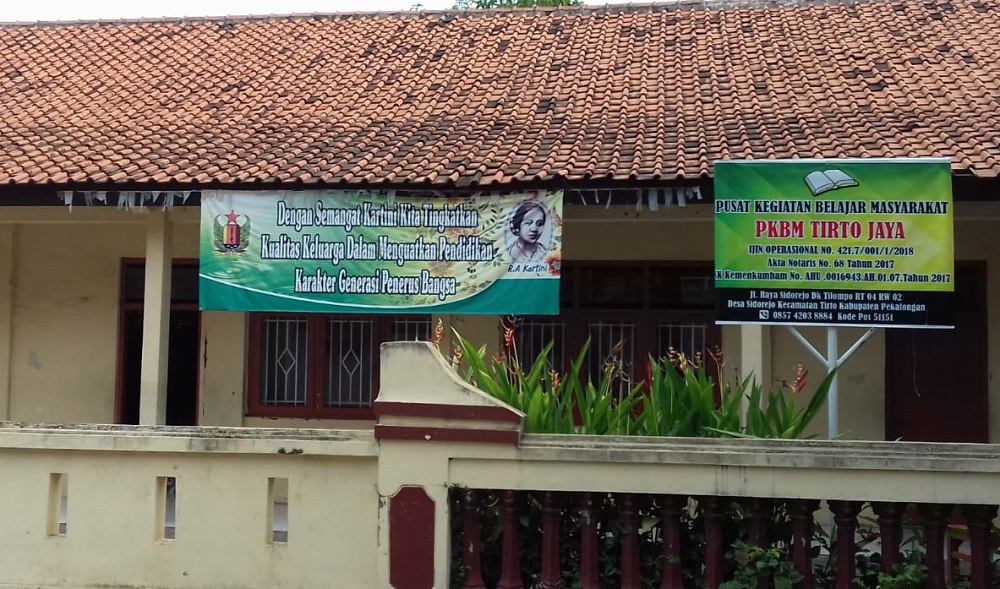 Dengan Semangat Kartini Kita Tingkatkan
Kualitas Keluarga Dalam Menguatkan Pendidikan
Karakter Generasi Penerus Bangsa
R.A Kartini
PUSAT KEGIATAN BELAJAR MASYARAKAT
PKBM TIRTO JAYA
IJIN OPERASIONAL NO. 421.7/001/1/2018
Akta Notaris No. 68 Tahun 2017
SK Kemenkumham No. AHU .0016943.AH.01.07.Tahun 2017
Jl. Raya Sidorejo Dk Tilompo RT 04 RW 02
Desa Sidorejo Kecamatan Tirto Kabupaten Pekalongan
0857 4203 8884 Kode Pos 51151